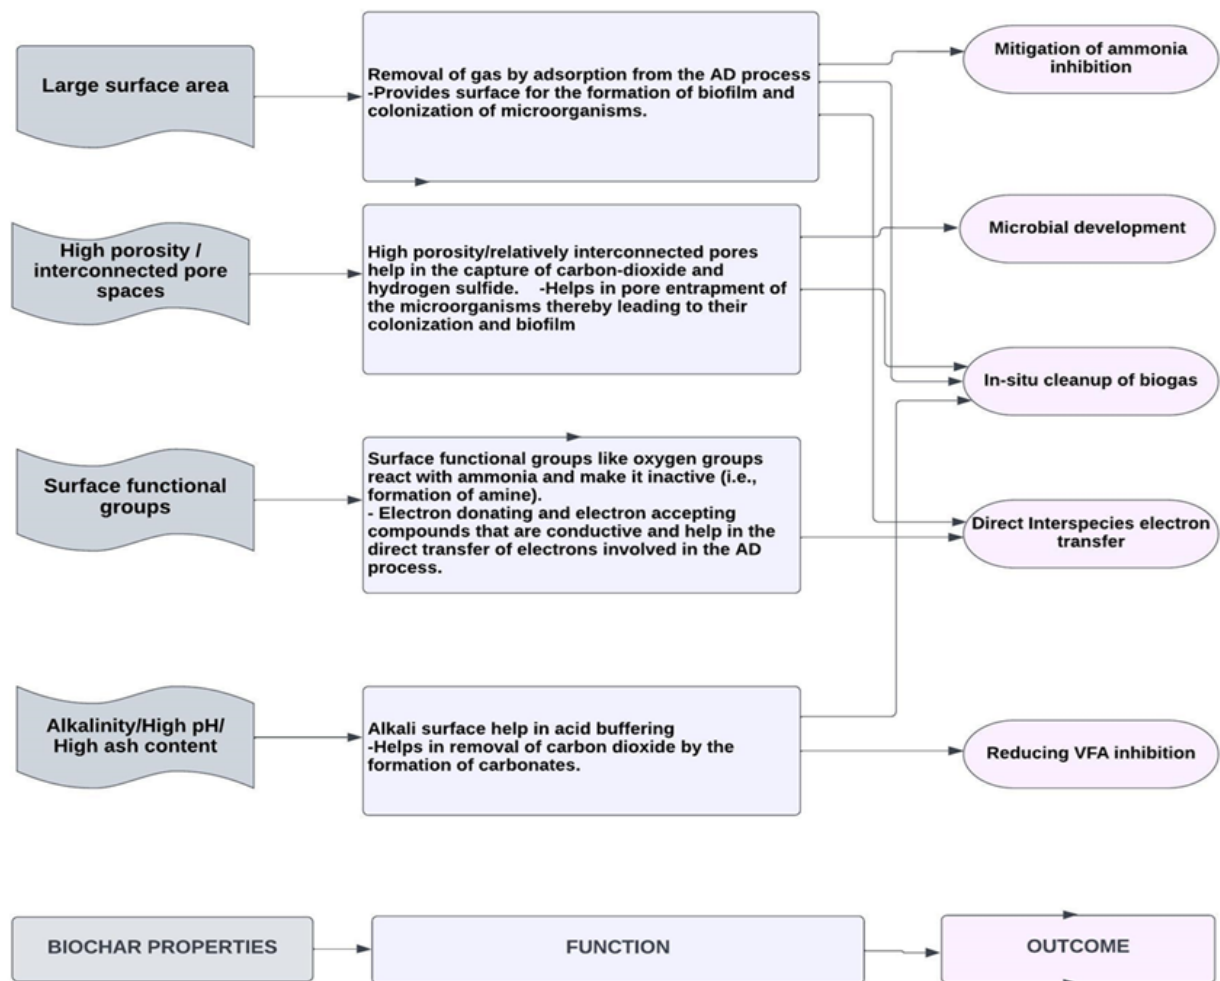 Large surface area
Removal of gas by adsorption from the AD process
-Provides surface for the formation of biofilm and
colonization of microorganisms.
Mitigation of ammonia
inhibition
High porosity /
interconnected pore
spaces
High porosity/relatively interconnected pores
help in the capture of carbon-dioxide and
hydrogen sulfide.    -Helps in pore entrapment of
the microorganisms thereby leading to their
colonization and biofilm
Microbial development
In-situ cleanup of biogas
Surface functional
groups
Surface functional groups like oxygen groups
react with ammonia and make it inactive (i.e.,
formation of amine).
- Electron donating and electron accepting
compounds that are conductive and help in the
direct transfer of electrons involved in the AD
process.
Direct Interspecies electron
transfer
Alkalinity/High pH/
High ash content
Alkali surface help in acid buffering
-Helps in removal of carbon dioxide by the
formation of carbonates.
Reducing VFA inhibition
BIOCHAR PROPERTIES
FUNCTION
OUTCOME